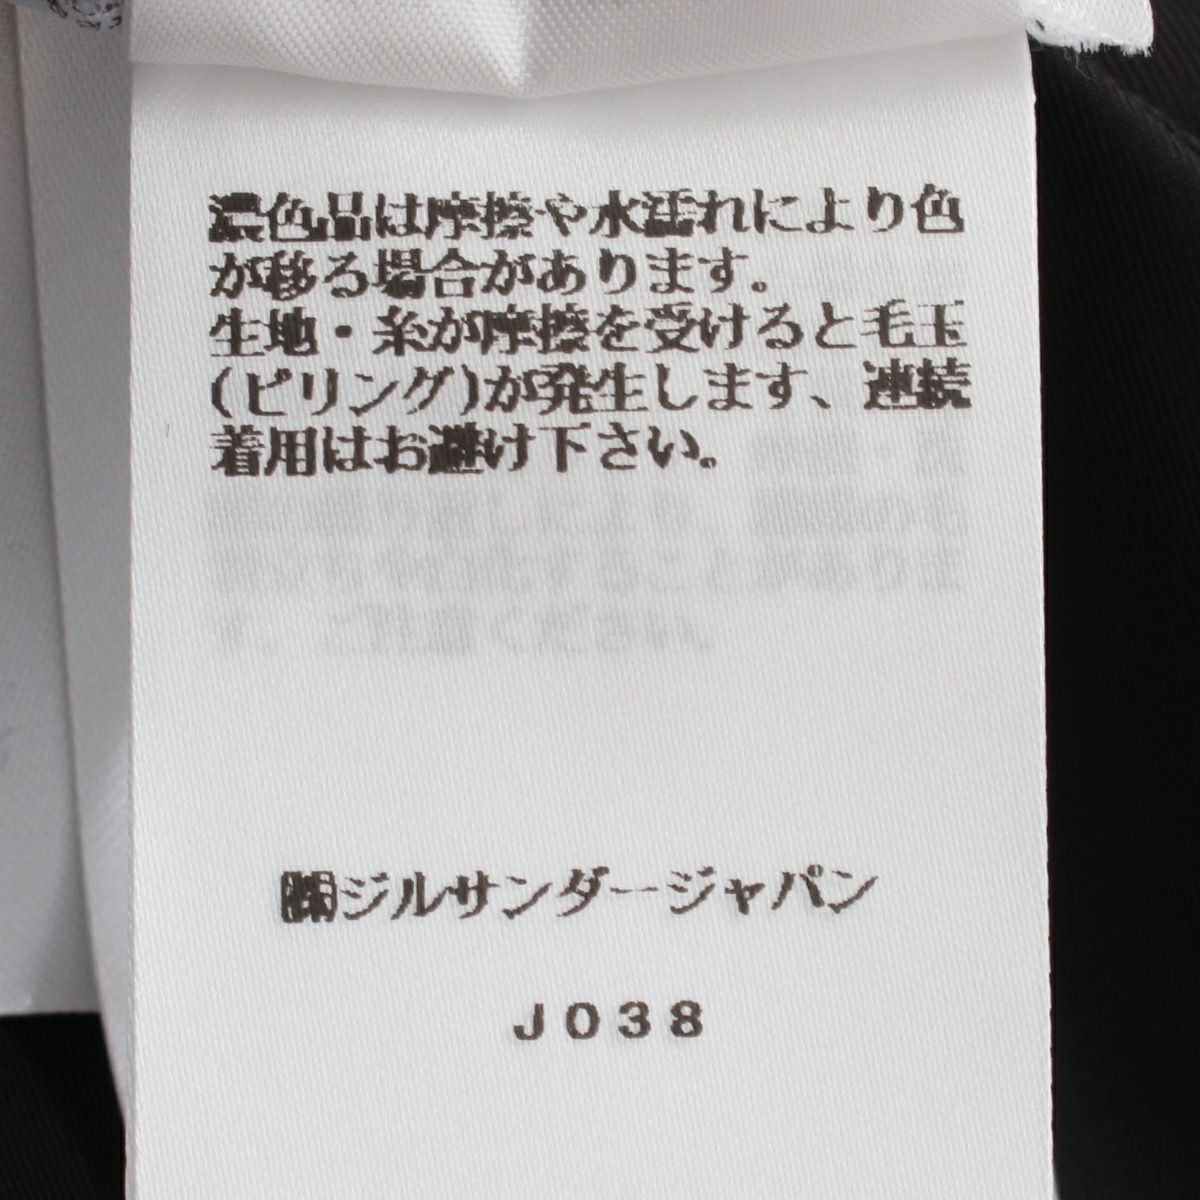 濃色品は摩擦や水濡れにより色
が移る場合があります。
生地・糸が摩擦を受けると毛玉
(ピリング)が発生します、連続
着用はお避け下さい。
㈱ジルサンダージャパン
J038